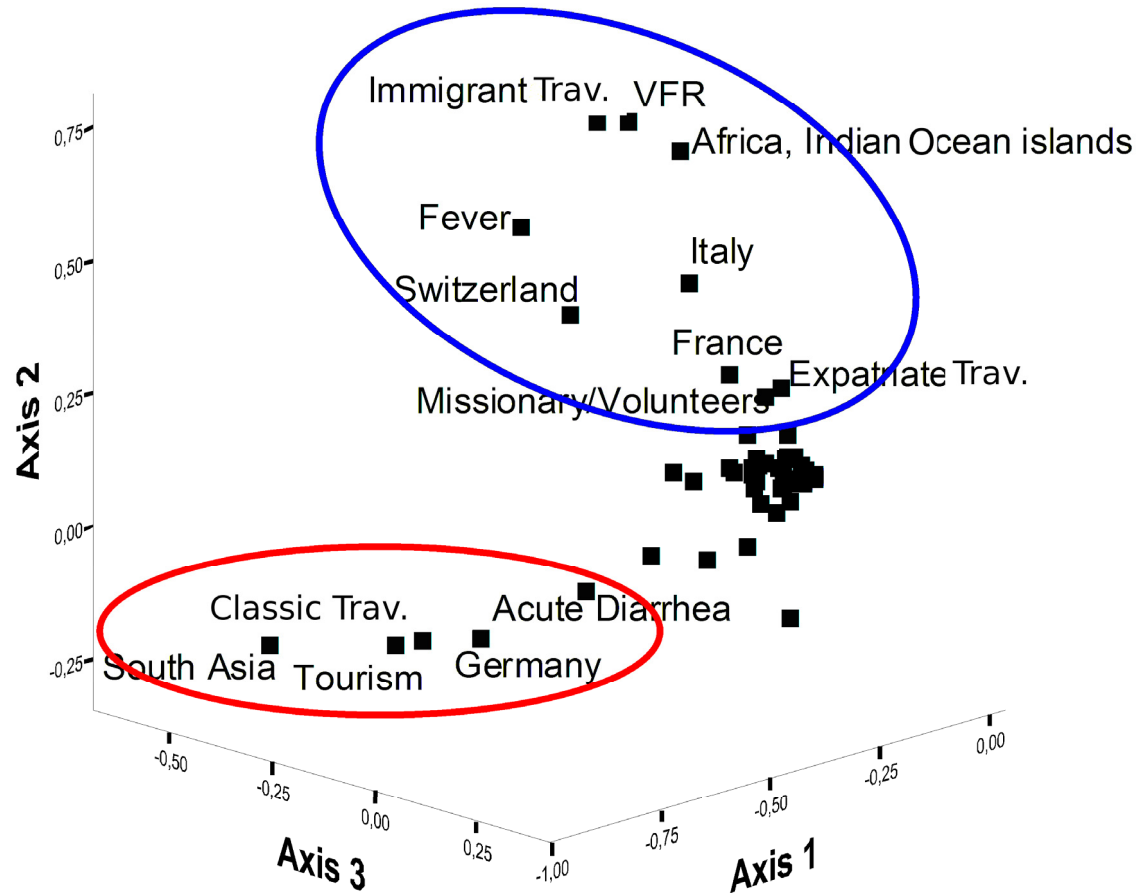 Immigrant Trav.
VFR
Africa, Indian Ocean islands
0,75
Fever
Italy
0,50
Switzerland
France
Expatriate Trav.
0,25
Missionary/Volunteers
Axis 2
0,00
Classic Trav.
Acute Diarrhea
-0,25
South Asia
Tourism
Germany
-0,50
-0,25
0,00
0,25
-1,00
-0,75
-0,50
-0,25
0,00
Axis 3
Axis 1